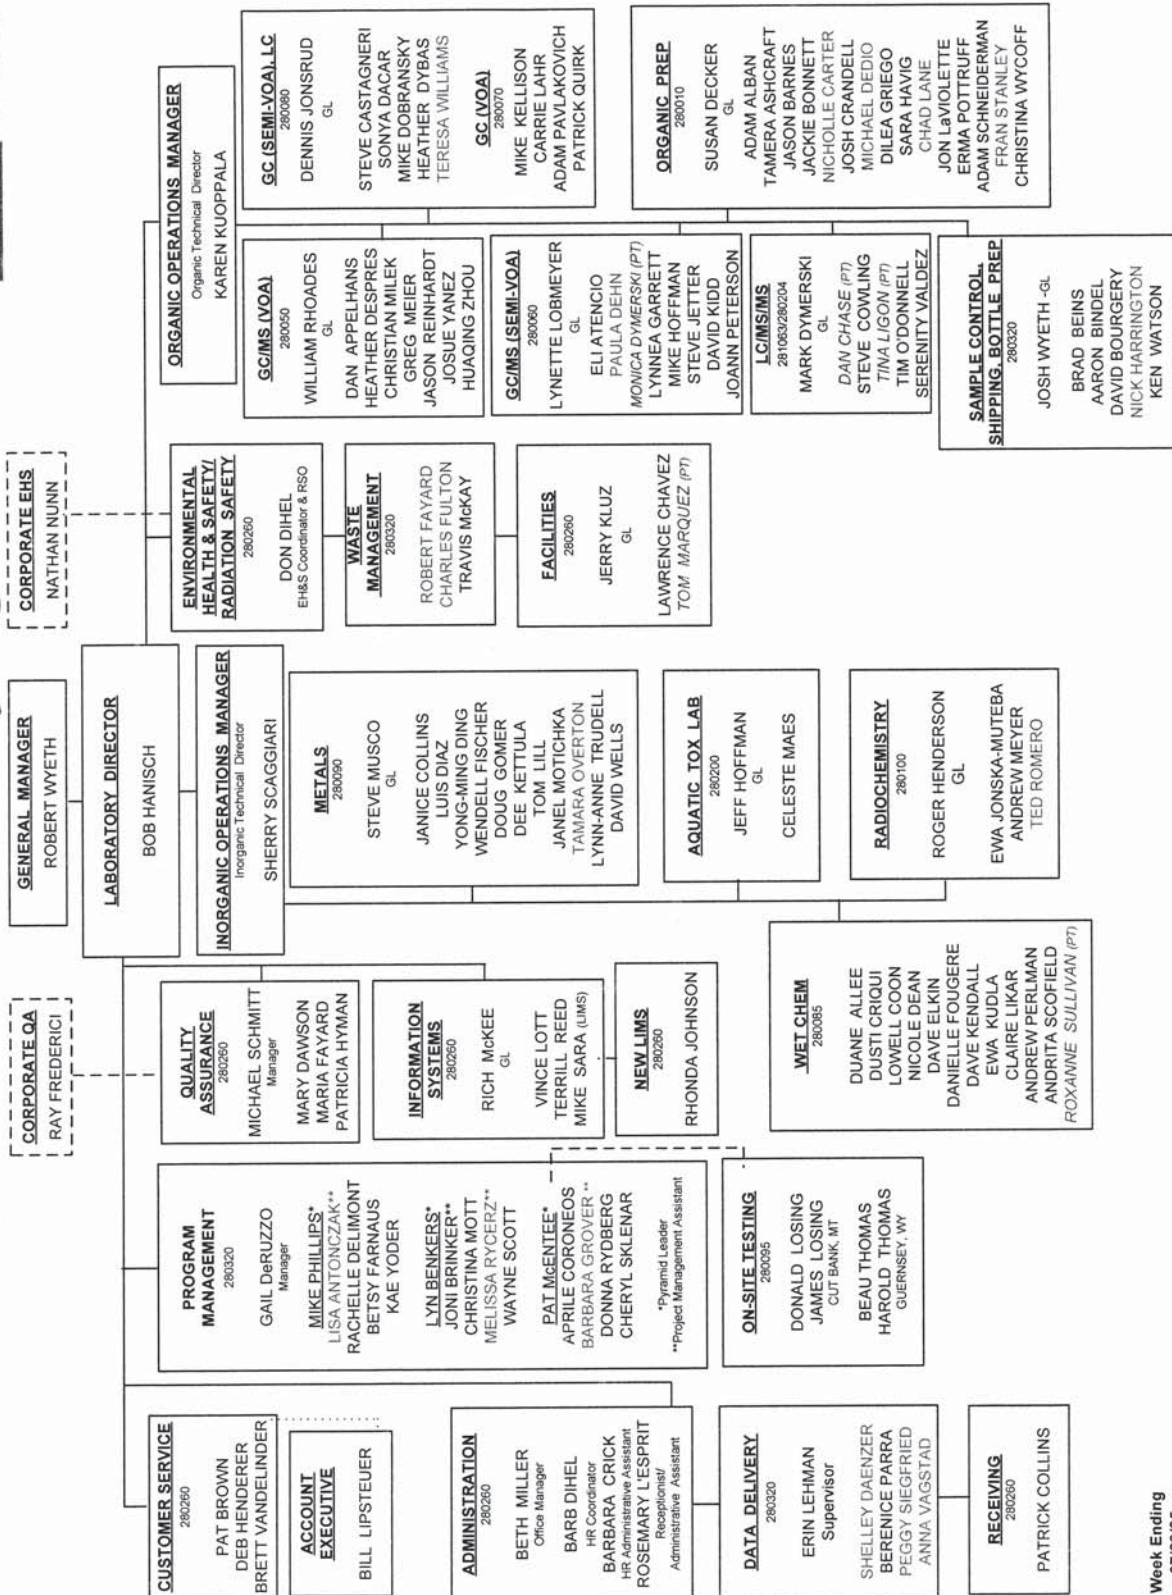 GENERAL MANAGER
ROBERT WYETH
LABORATORY DIRECTOR
BOB HANISCH
CORPORATE QA
RAY FREDERICI
CORPORATE EHS
NATHAN NUNN
CUSTOMER SERVICE
280260
PAT BROWN
DEB HENDERER
BRETT VANDELINDER
ACCOUNT
EXECUTIVE
BILL LIPSTEUER
ADMINISTRATION
280260
BETH MILLER
Office Manager
BARB DIHEL
HR Coordinator
BARBARA CRICK
HR Administrative Assistant
ROSEMARY L'ESPRIT
Receptionist/
Administrative Assistant
DATA DELIVERY
280320
ERIN LEHMAN
Supervisor
SHELLEY DAENZER
BERENICE PARRA
PEGGY SIEGFRIED
ANNA VAGSTAD
RECEIVING
280260
PATRICK COLLINS
PROGRAM
MANAGEMENT
280320
GAIL DeRUZZO
Manager
MIKE PHILLIPS*
LISA ANTONCZAK**
RACHELLE DELIMONT
BETSY FARNAUS
KAE YODER
LYN BENKERS*
JONI BRINKER**
CHRISTINA MOTT
MELISSA RYCERZ**
WAYNE SCOTT
PAT McENTEE*
APRILE CORONEOS
BARBARA GROVER **
DONNA RYDBERG
CHERYL SKLENAR
*Pyramid Leader
**Project Management Assistant
ON-SITE TESTING
280095
DONALD LOSING
JAMES LOSING
CUT BANK, MT
BEAU THOMAS
HAROLD THOMAS
GUERNSEY, WY
QUALITY
ASSURANCE
280260
MICHAEL SCHMITT
Manager
MARY DAWSON
MARIA FAYARD
PATRICIA HYMAN
INFORMATION
SYSTEMS
280260
RICH McKEE
GL
VINCE LOTT
TERRILL REED
MIKE SARA (LIMS)
NEW LIMS
280260
RHONDA JOHNSON
WET CHEM
280085
DUANE ALLEE
DUSTI CRIQUI
LOWELL COON
NICOLE DEAN
DAVE ELKIN
DANIELLE FOUGERE
DAVE KENDALL
EWA KUDLA
CLAIRE LIKAR
ANDREW PERLMAN
ANDRITA SCOFIELD
ROXANNE SULLIVAN (PT)
INORGANIC OPERATIONS MANAGER
Inorganic Technical Director
SHERRY SCAGGIARI
METALS
280090
STEVE MUSCO
GL
JANICE COLLINS
LUIS DIAZ
YONG-MING DING
WENDELL FISCHER
DOUG GOMER
DEE KETTULA
TOM LILL
JANEL MOTICHKA
TAMARA OVERTON
LYNN-ANNE TRUDELL
DAVID WELLS
AQUATIC TOX LAB
280200
JEFF HOFFMAN
GL
CELESTE MAES
RADIOCHEMISTRY
280100
ROGER HENDERSON
GL
EWA JONSKA-MUTEBA
ANDREW MEYER
TED ROMERO
ENVIRONMENTAL
HEALTH & SAFETY/
RADIATION SAFETY
280260
DON DIHEL
EH&S Coordinator & RSO
WASTE
MANAGEMENT
280320
ROBERT FAYARD
CHARLES FULTON
TRAVIS McKAY
FACILITIES
280260
JERRY KLUZ
GL
LAWRENCE CHAVEZ
TOM MARQUEZ (PT)
ORGANIC OPERATIONS MANAGER
Organic Technical Director
KAREN KUOPPALA
GC/MS (VOA)
280050
WILLIAM RHOADES
GL
DAN APPELHANS
HEATHER DESPRES
CHRISTIAN MILEK
GREG MEIER
JASON REINHARDT
JOSUE YANEZ
HUAQING ZHOU
GC/MS (SEMI-VOA)
280060
LYNETTE LOBMEYER
GL
ELI ATENCIO
PAULA DEHN
MONICA DYMERSKI (PT)
LYNNEA GARRETT
MIKE HOFFMAN
STEVE JETTER
DAVID KIDD
JOANN PETERSON
LC/MS/MS
281063/280204
MARK DYMERSKI
GL
DAN CHASE (PT)
STEVE COWLING
TINA LIGON (PT)
TIM O'DONNELL
SERENITY VALDEZ
SAMPLE CONTROL,
SHIPPING, BOTTLE PREP
280320
JOSH WYETH -GL
BRAD BEINS
AARON BINDEL
DAVID BOURGERY
NICK HARRINGTON
KEN WATSON
GC (SEMI-VOA), LC
280080
DENNIS JONSRUD
GL
STEVE CASTAGNERI
SONYA DACAR
MIKE DOBRANSKY
HEATHER DYBAS
TERESA WILLIAMS
GC (VOA)
280070
MIKE KELLISON
CARRIE LAHR
ADAM PAVLAKOVICH
PATRICK QUIRK
ORGANIC PREP
280010
SUSAN DECKER
GL
ADAM ALBAN
TAMERA ASHCRAFT
JASON BARNES
JACKIE BONNETT
NICHOLLE CARTER
JOSH CRANDELL
MICHAEL DEDIO
DILEA GRIEGO
SARA HAVIG
CHAD LANE
JON LaVIOLETTE
ERMA POTTRUFF
ADAM SCHNEIDERMAN
FRAN STANLEY
CHRISTINA WYCOFF
Week Ending